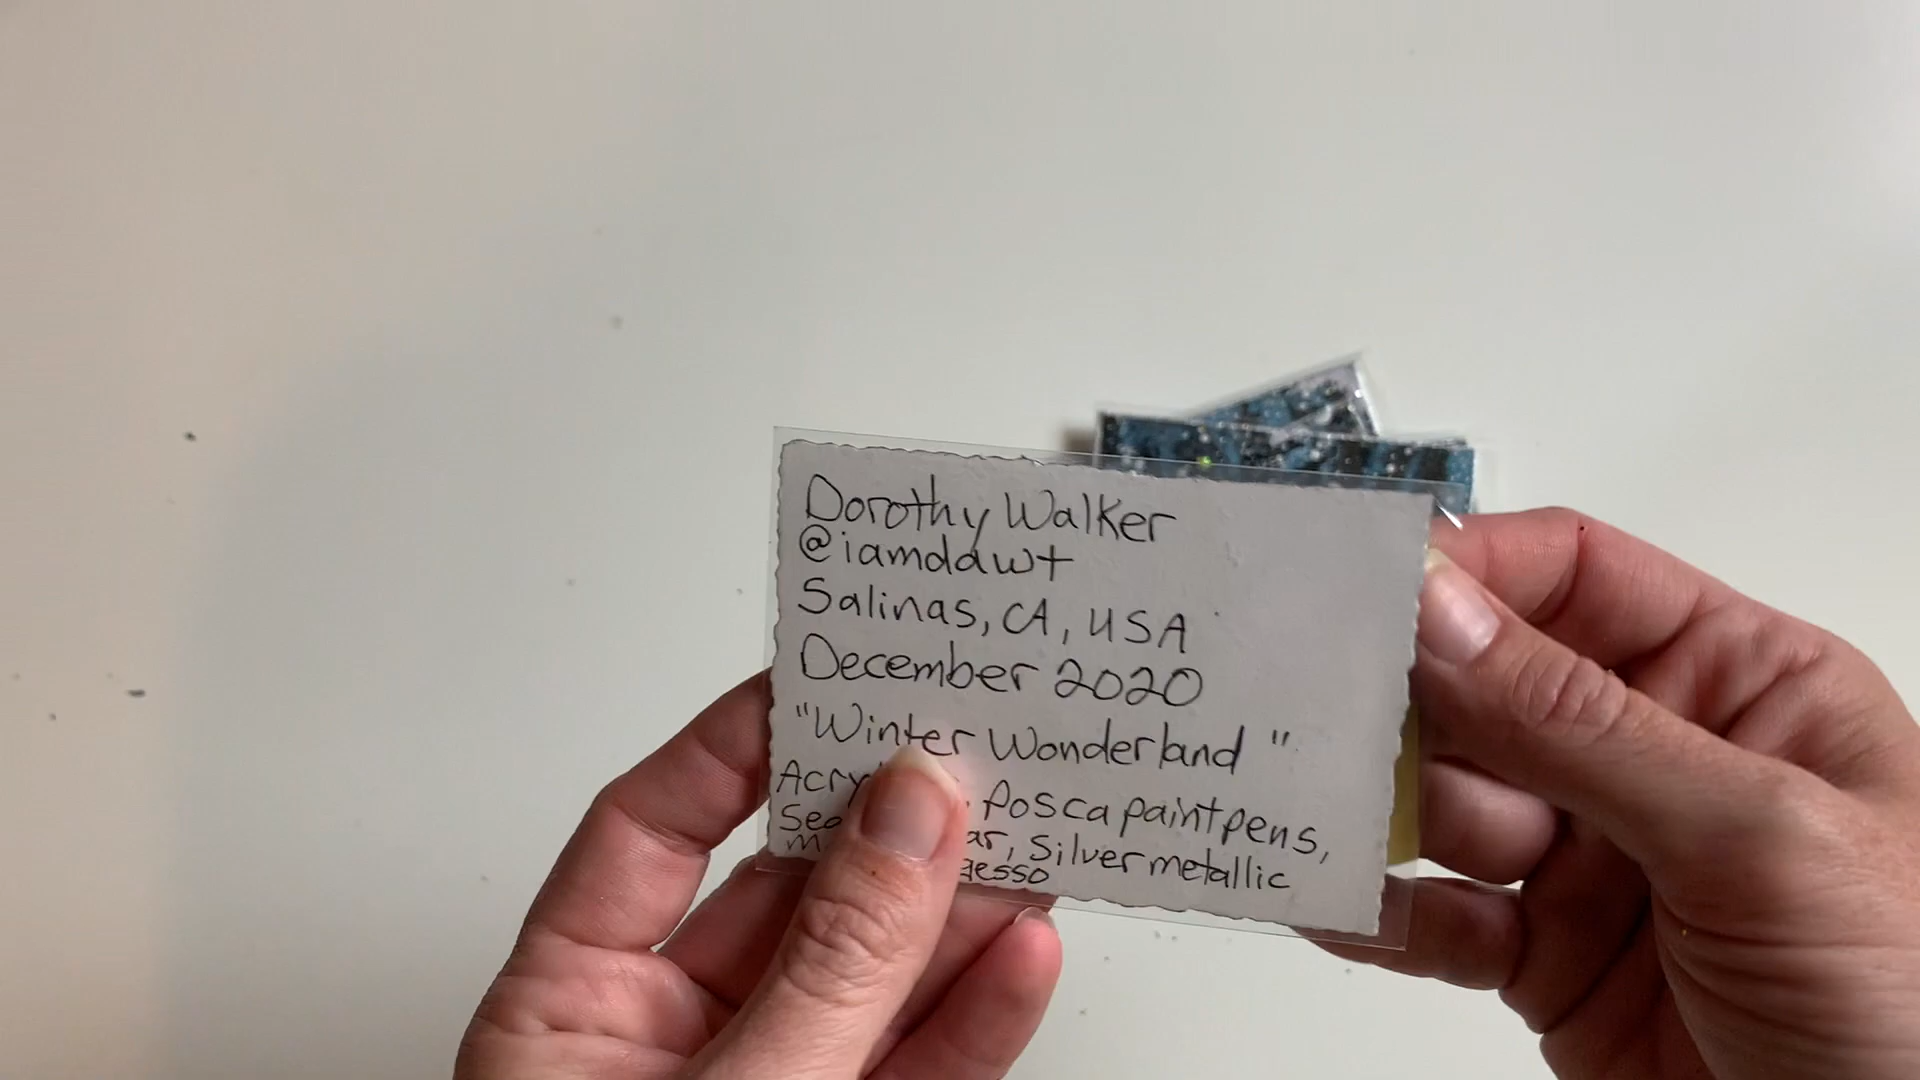 Dorothy Walker
@iamdawt
Salinas, CA, USA
December 2020
"Winter Wonderland"
Posca paint pens,
Silver metallic
gesso